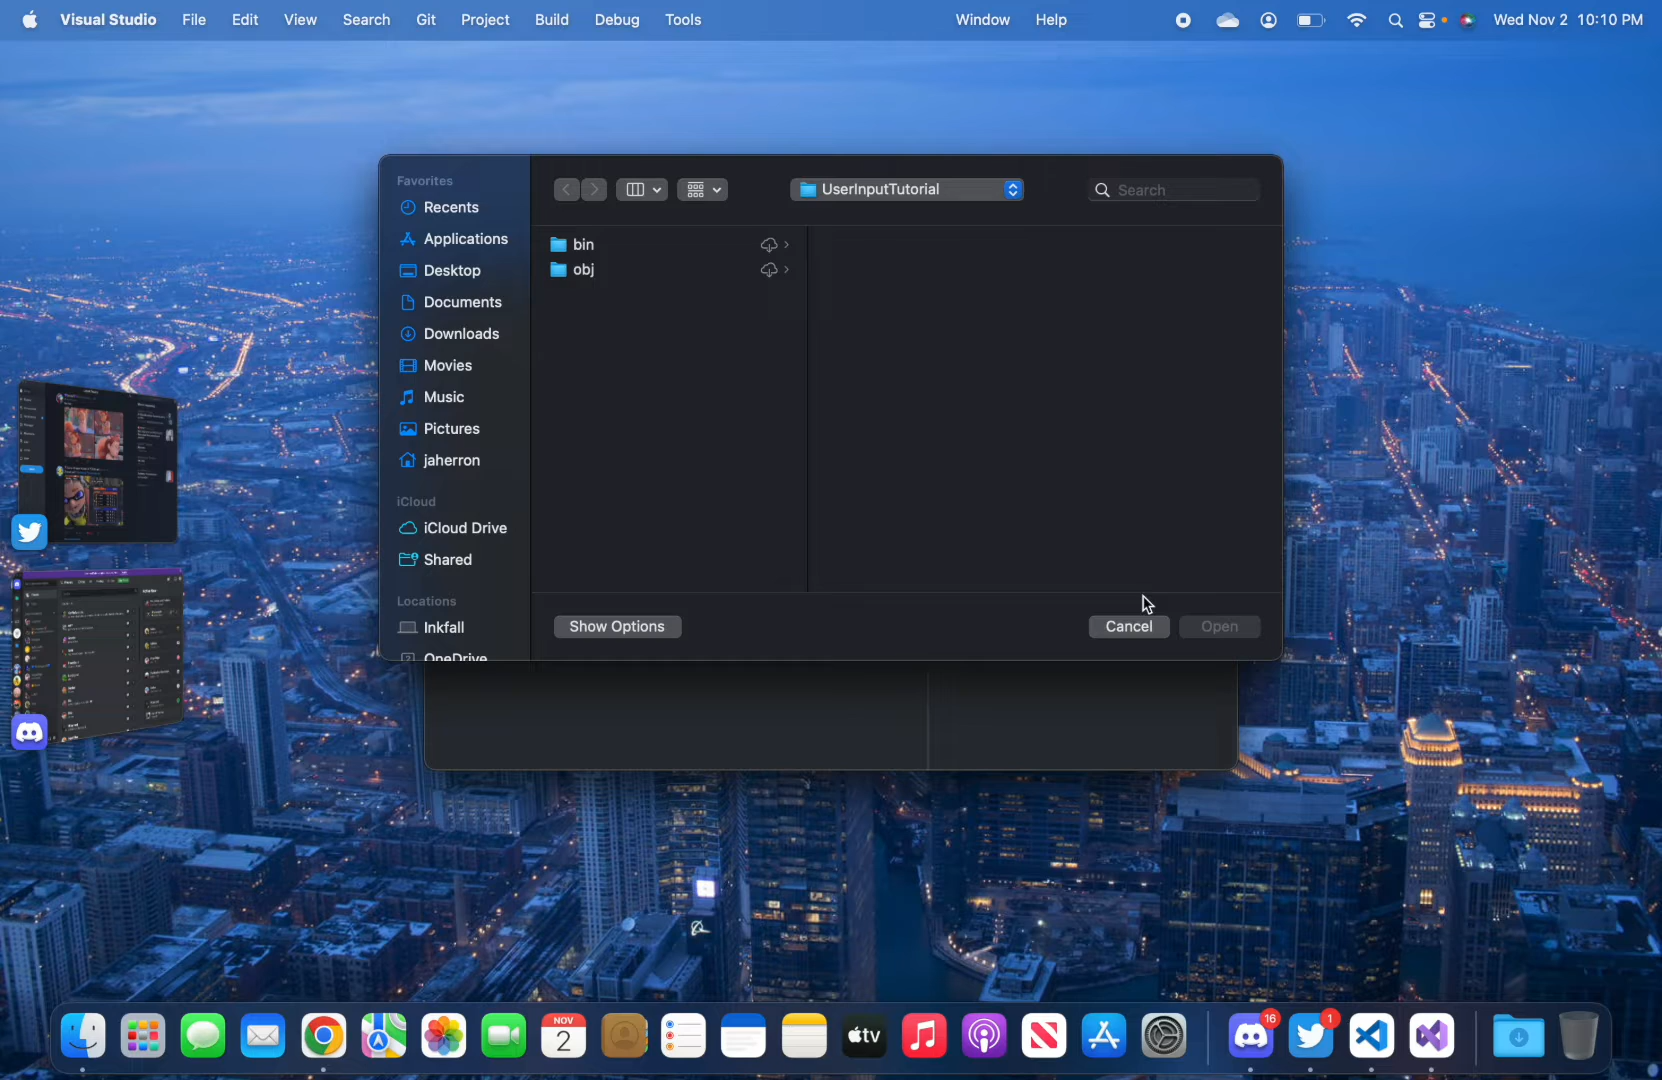 Visual Studio File Edit View Search Git Project Build Debug Tools Window Help Wed Nov 2 10:10 PM
Favorites
Recents
Applications
Desktop
Documents
Downloads
Movies
Music
Pictures
jaherron
iCloud
iCloud Drive
Shared
Locations
Inkfall
OneDrive
UserInputTutorial
Search
bin
obj
Show Options
Cancel
Open
NOV
2
tv
16
1